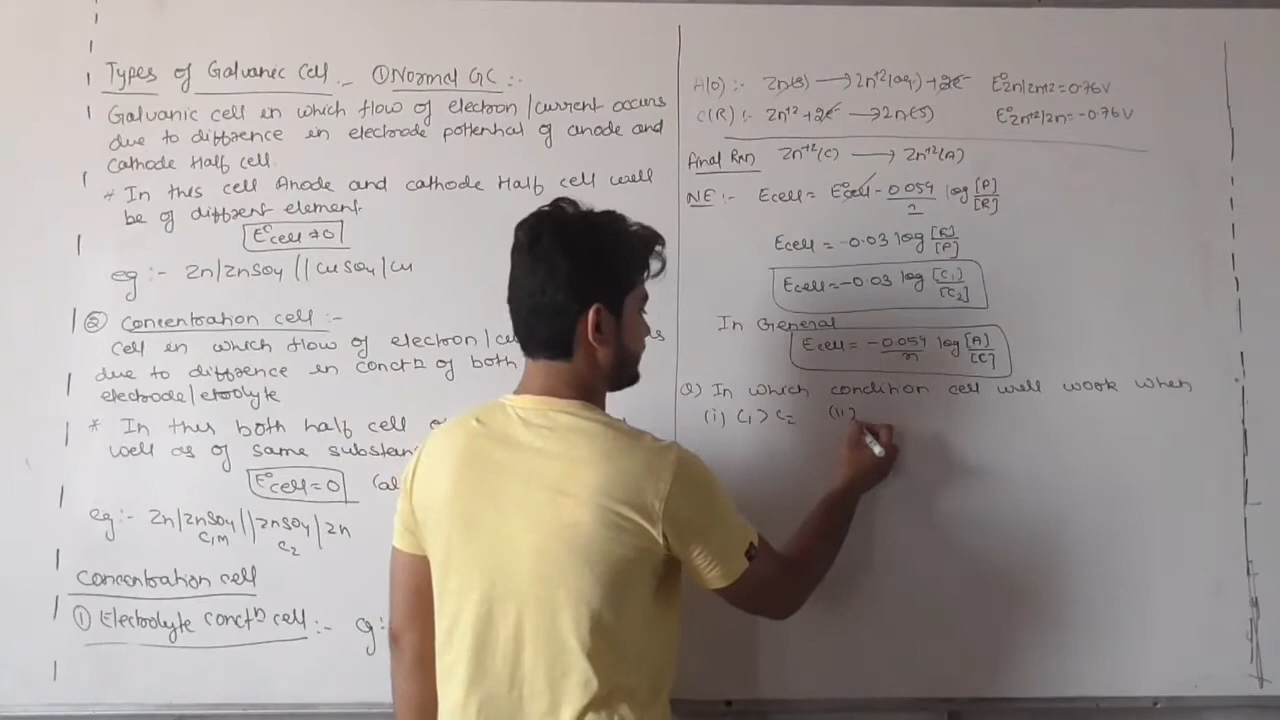 Types of Galvanic Cell :- ① Normal GC :-
Galvanic cell in which flow of electron/current occurs
due to diffrence in electrode potential of anode and
cathode Half cell.
* In this cell Anode and cathode Half cell will
be of diffrent element.
E°cell ≠ 0
eg :- Zn/ZnSO4 || CuSO4/Cu
② Concentration cell :-
Cell in which flow of electron/cu
due to diffrence in conctn of both
electrode/
* In this both half cell
well as of same substan
E°cell = 0
eg :- Zn/ZnSO4 || ZnSO4/Zn
C1M C2
Concentration cell
① Electrolyte conctn cell :- eg:
A(O) :- Zn(s) → Zn+2(aq) + 2e- E°Zn/Zn+2 = 0.76V
C(R) :- Zn+2 + 2e- → Zn(s) E°Zn+2/Zn = -0.76V
final Rxn Zn+2(C) → Zn+2(A)
NE :- Ecell = E°cell - 0.059/2 log [P]/[R]
Ecell = -0.03 log [R]/[P]
Ecell = -0.03 log [C1]/[C2]
In General
Ecell = -0.059/n log [A]/[C]
Q) In which condition cell will work when
(i) C1 > C2 (ii)